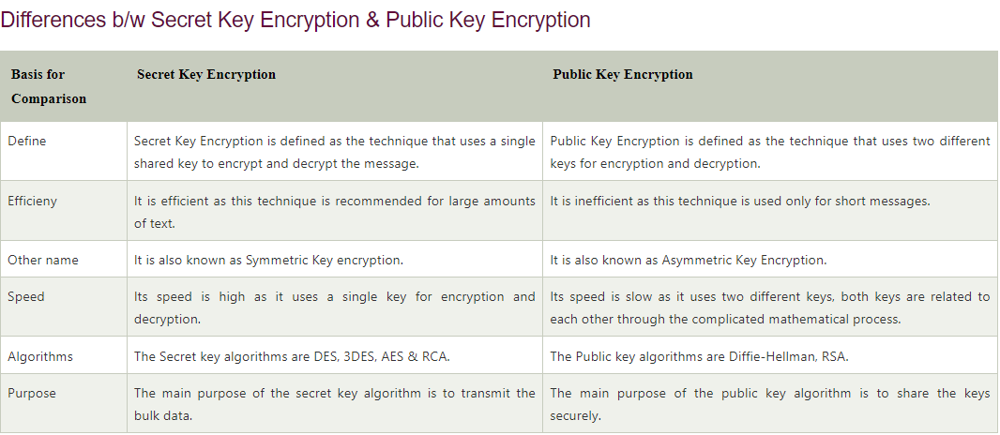 Differences b/w Secret Key Encryption & Public Key Encryption
Basis for
Comparison
Secret Key Encryption
Public Key Encryption
Define
Secret Key Encryption is defined as the technique that uses a single
shared key to encrypt and decrypt the message.
Public Key Encryption is defined as the technique that uses two different
keys for encryption and decryption.
Efficieny
It is efficient as this technique is recommended for large amounts
of text.
It is inefficient as this technique is used only for short messages.
Other name
It is also known as Symmetric Key encryption.
It is also known as Asymmetric Key Encryption.
Speed
Its speed is high as it uses a single key for encryption and
decryption.
Its speed is slow as it uses two different keys, both keys are related to
each other through the complicated mathematical process.
Algorithms
The Secret key algorithms are DES, 3DES, AES & RCA.
The Public key algorithms are Diffie-Hellman, RSA.
Purpose
The main purpose of the secret key algorithm is to transmit the
bulk data.
The main purpose of the public key algorithm is to share the keys
securely.